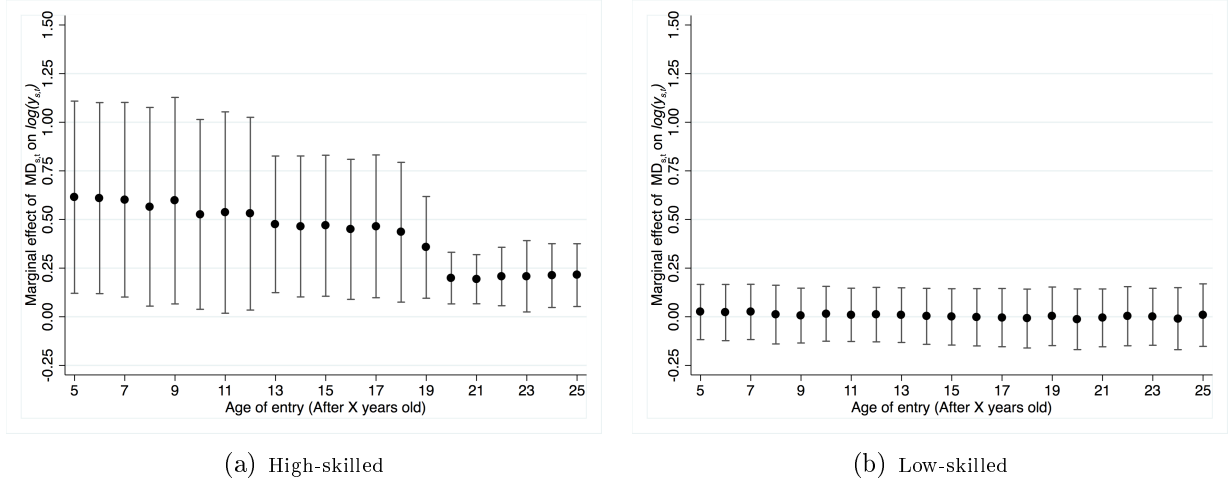 1.50
1.25
1.00
0.75
0.50
0.25
0.00
-0.25
Marginal effect of MDs,t on log(ys,t)
5 7 9 11 13 15 17 19 21 23 25
Age of entry (After X years old)
(a) High-skilled
1.50
1.25
1.00
0.75
0.50
0.25
0.00
-0.25
Marginal effect of MDs,t on log(ys,t)
5 7 9 11 13 15 17 19 21 23 25
Age of entry (After X years old)
(b) Low-skilled